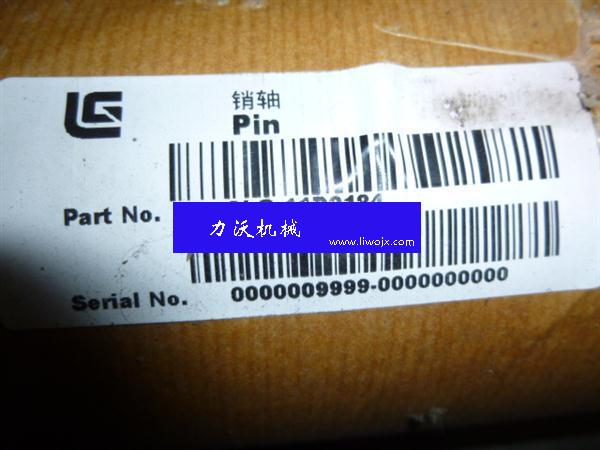 销轴
Pin
Part No.
力沃机械
www.liwojx.com
Serial No.
0000009999-0000000000